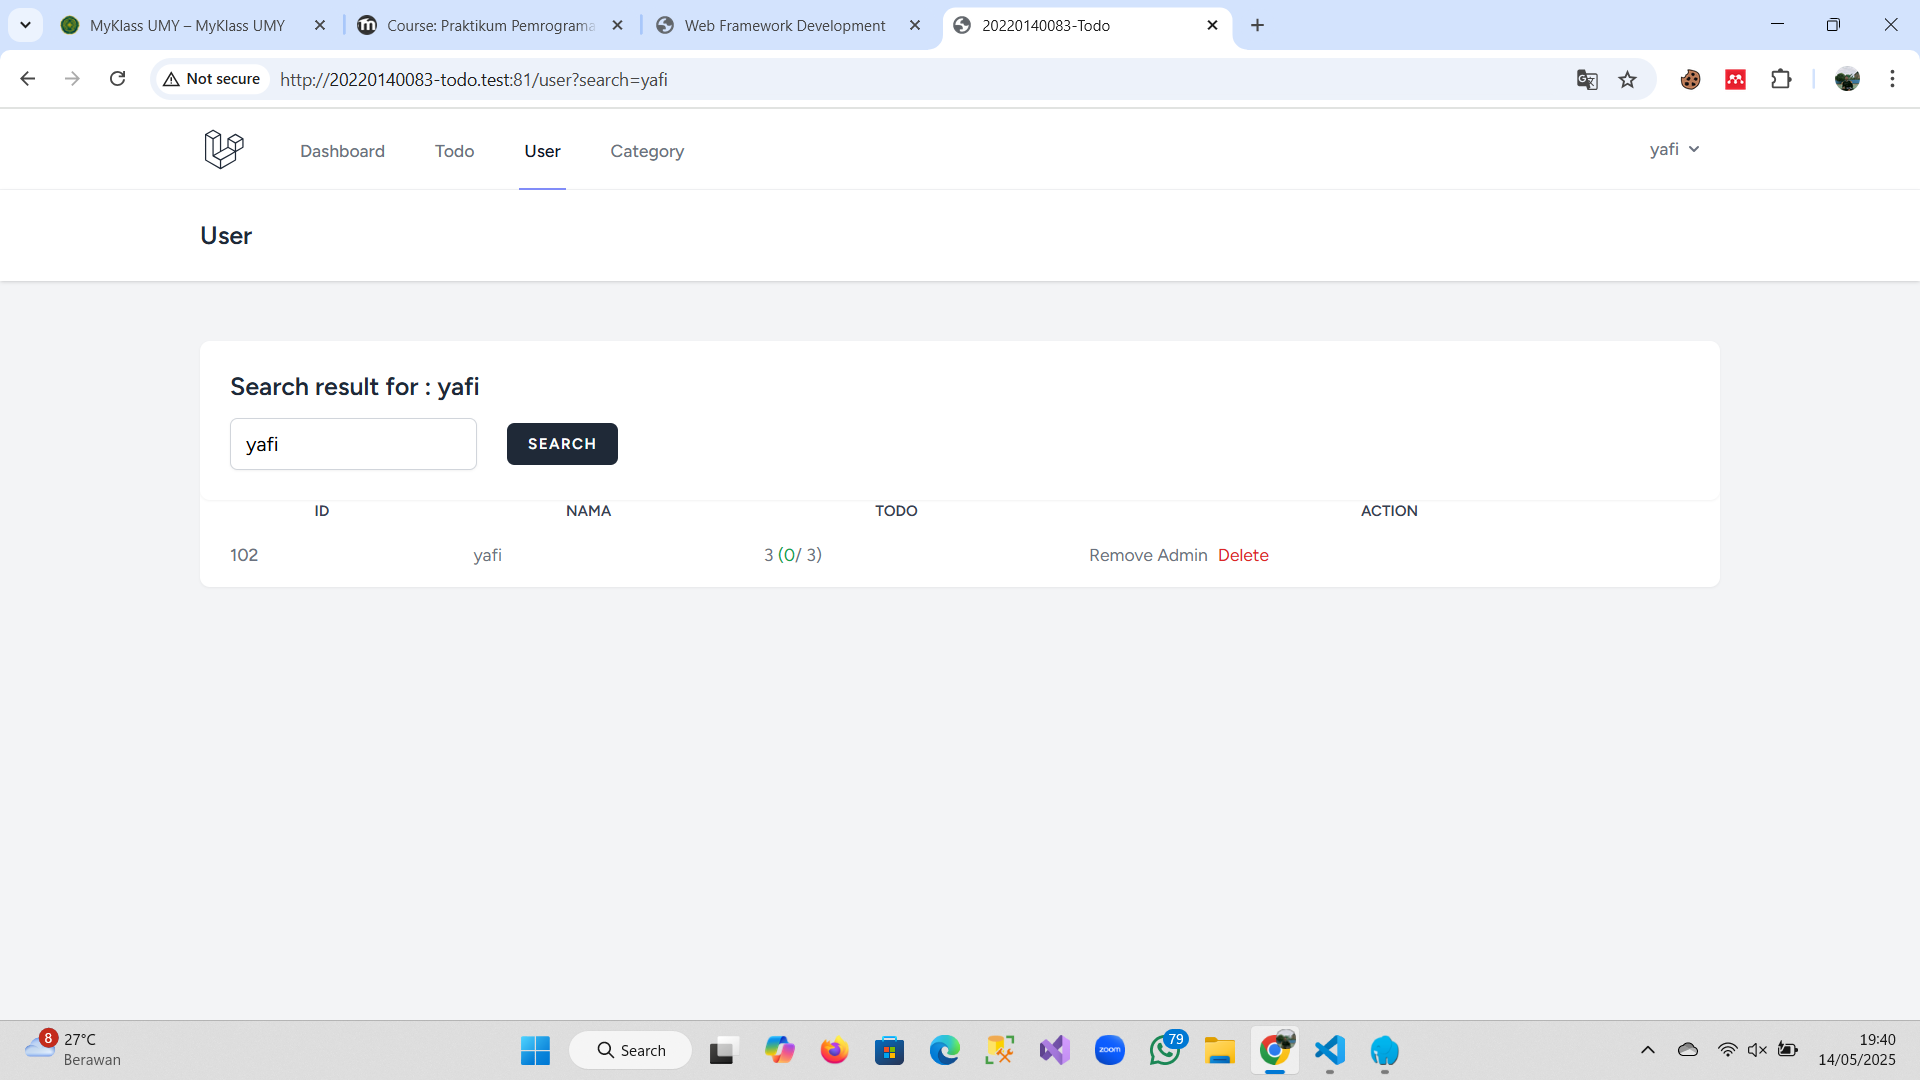 MyKlass UMY – MyKlass UMY
Course: Praktikum Pemrograma
Web Framework Development
20220140083-Todo
Not secure
http://20220140083-todo.test:81/user?search=yafi
Dashboard
Todo
User
Category
yafi
User
Search result for : yafi
yafi
SEARCH
ID NAMA TODO ACTION
102 yafi 3 (0/ 3) Remove Admin Delete
8
27°C
Berawan
Search
zoom
79
19:40
14/05/2025